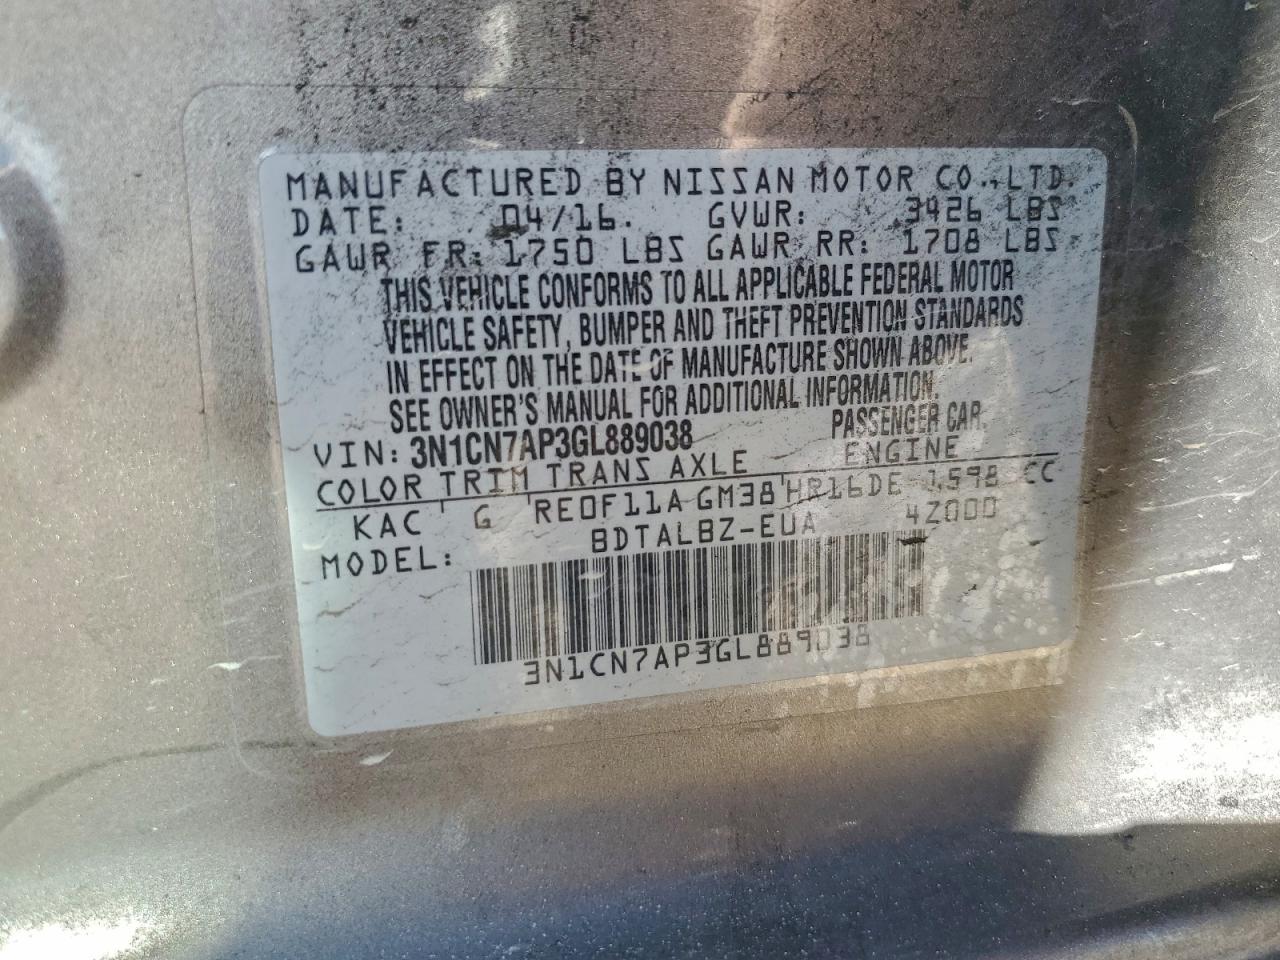 MANUFACTURED BY NISSAN MOTOR CO.,LTD.
DATE: 04/16. GVWR: 3426 LBS
GAWR FR: 1750 LBS GAWR RR: 1708 LBS
THIS VEHICLE CONFORMS TO ALL APPLICABLE FEDERAL MOTOR
VEHICLE SAFETY, BUMPER AND THEFT PREVENTION STANDARDS
IN EFFECT ON THE DATE OF MANUFACTURE SHOWN ABOVE.
SEE OWNER'S MANUAL FOR ADDITIONAL INFORMATION.
VIN: 3N1CN7AP3GL889038 PASSENGER CAR.
COLOR TRIM TRANS AXLE ENGINE
KAC G RE0F11A GM38 HR16DE 1,598 CC
MODEL: BDTALBZ-EUA 4Z000
3N1CN7AP3GL889038